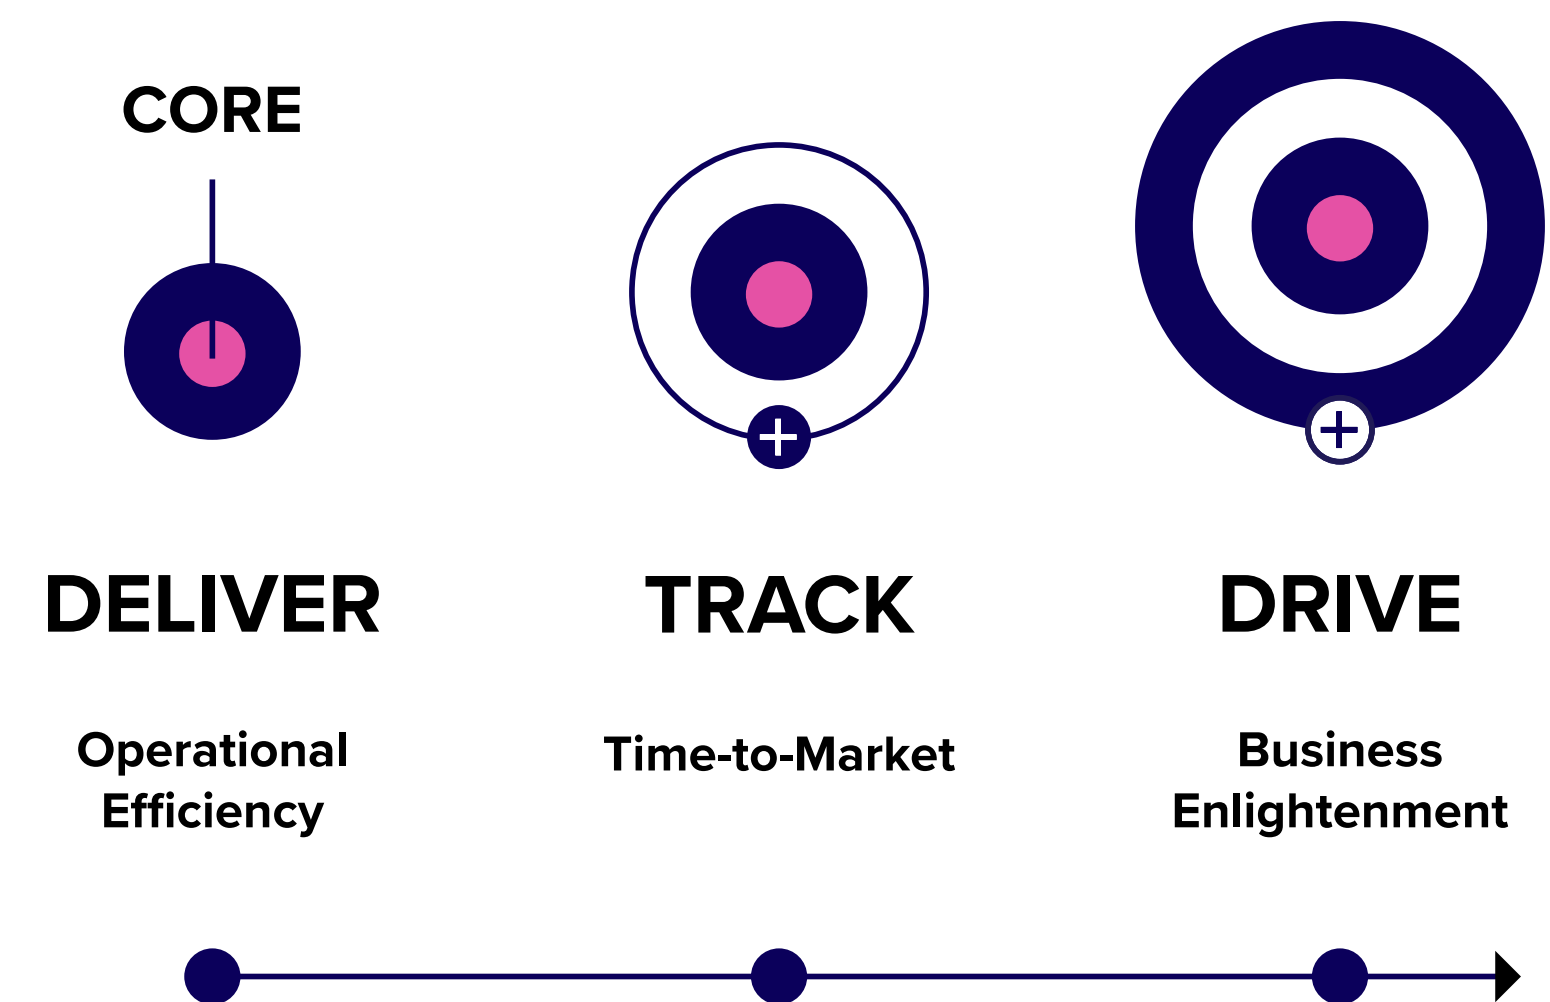 CORE
DELIVER
TRACK
DRIVE
Operational
Efficiency
Time-to-Market
Business
Enlightenment